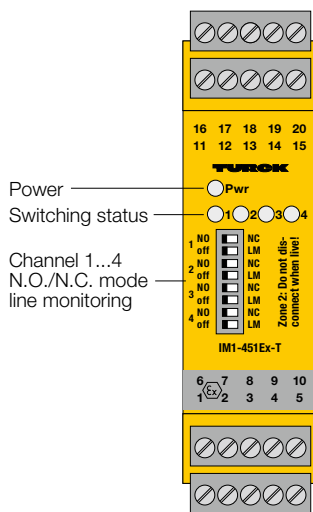 16 17 18 19 20
11 12 13 14 15
TURCK
Power
Pwr
Switching status
1 2 3 4
Channel 1...4
N.O./N.C. mode
line monitoring
1 NO NC
off LM
2 NO NC
off LM
3 NO NC
off LM
4 NO NC
off LM
Zone 2: Do not dis-
connect when live!
IM1-451Ex-T
6 7 8 9 10
Ex
1 2 3 4 5